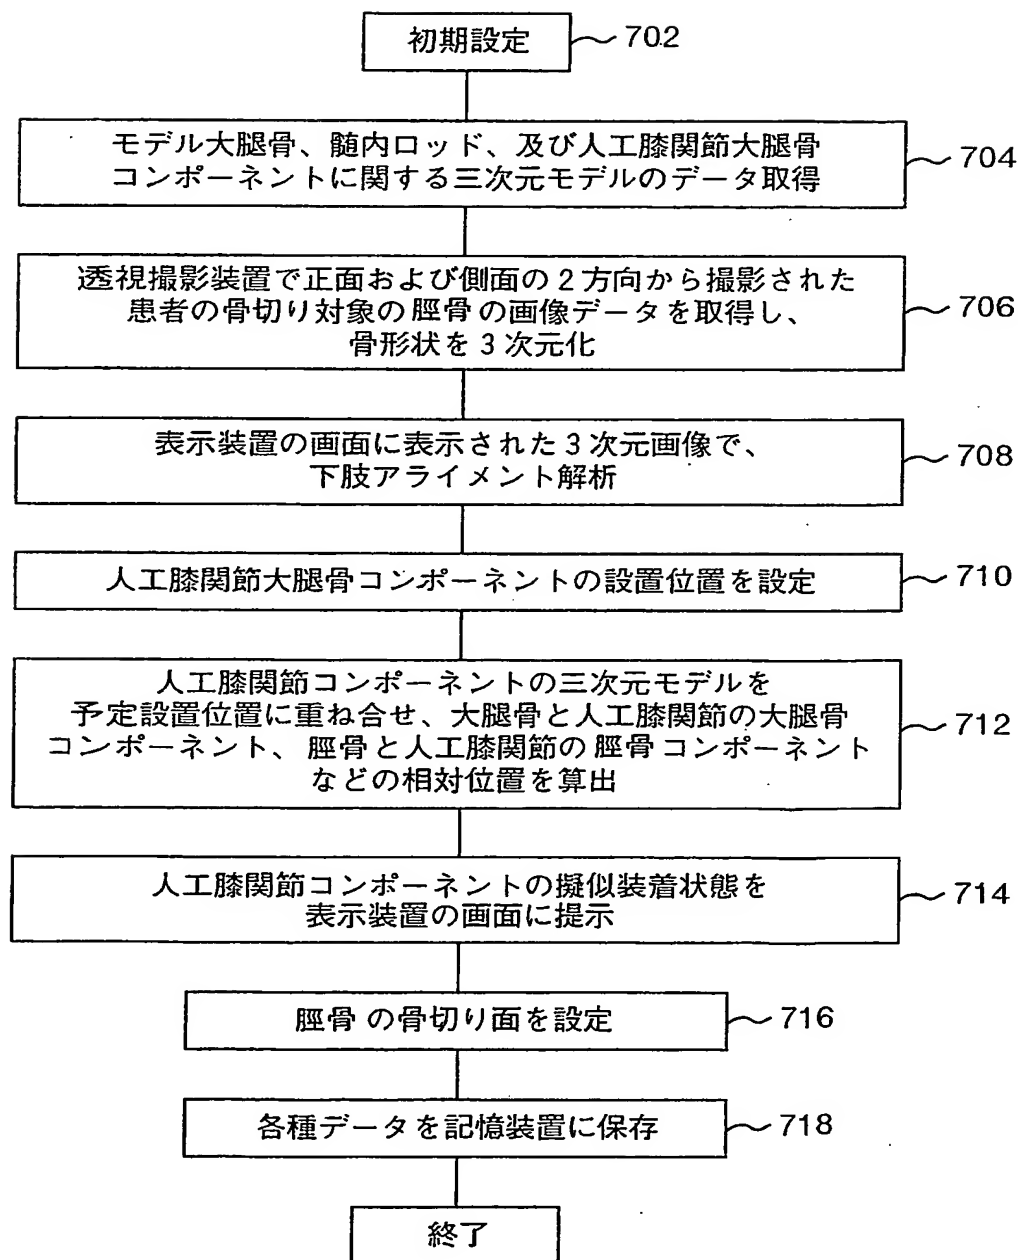 初期設定
702
モデル大腿骨、髄内ロッド、及び人工膝関節大腿骨
コンポーネントに関する三次元モデルのデータ取得
704
透視撮影装置で正面および側面の2方向から撮影された
患者の骨切り対象の脛骨の画像データを取得し、
骨形状を3次元化
706
表示装置の画面に表示された3次元画像で、
下肢アライメント解析
708
人工膝関節大腿骨コンポーネントの設置位置を設定
710
人工膝関節コンポーネントの三次元モデルを
予定設置位置に重ね合せ、大腿骨と人工膝関節の大腿骨
コンポーネント、脛骨と人工膝関節の脛骨コンポーネント
などの相対位置を算出
712
人工膝関節コンポーネントの擬似装着状態を
表示装置の画面に提示
714
脛骨の骨切り面を設定
716
各種データを記憶装置に保存
718
終了